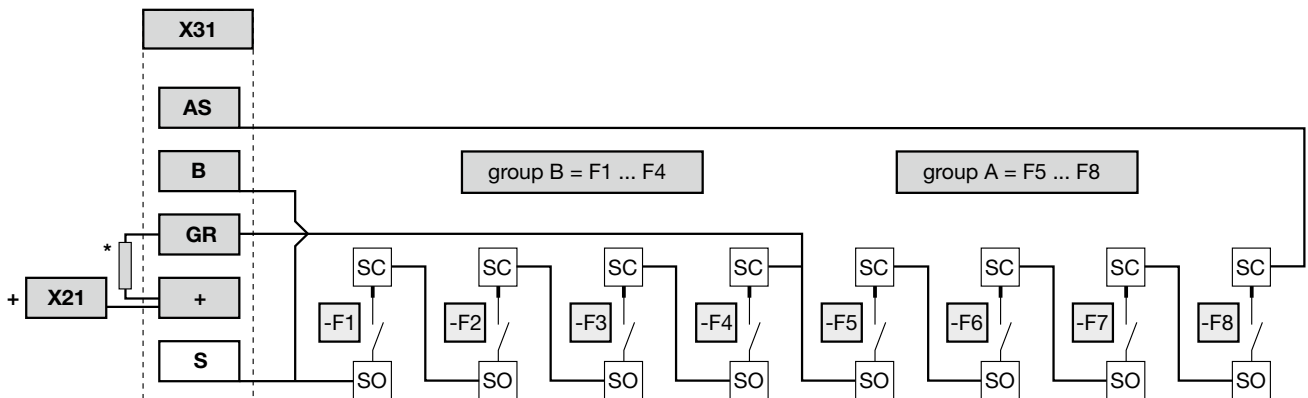 X31
AS
B
group B = F1 ... F4
group A = F5 ... F8
GR
*
SC SC SC SC SC SC SC SC
+ X21 +
-F1 -F2 -F3 -F4 -F5 -F6 -F7 -F8
S
SO SO SO SO SO SO SO SO